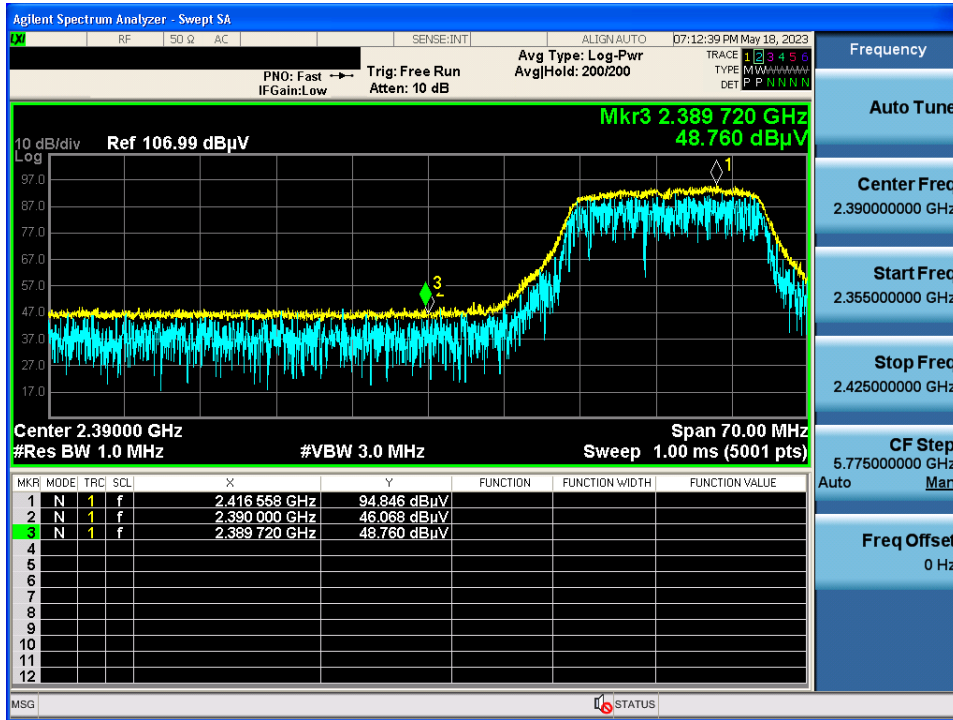 Agilent Spectrum Analyzer - Swept SA
LXI RF 50 Ω AC SENSE:INT ALIGN AUTO 07:12:39 PM May 18, 2023
Frequency
Avg Type: Log-Pwr
TRACE 1 2 3 4 5 6
PNO: Fast Trig: Free Run
Avg|Hold: 200/200
TYPE M W W W W W
IFGain:Low Atten: 10 dB
DET P P N N N N
Auto Tune
Mkr3 2.389 720 GHz
10 dB/div Ref 106.99 dBµV
48.760 dBµV
Log
97.0
87.0
77.0
67.0
57.0
47.0
37.0
27.0
17.0
1
3
2
Center Freq
2.390000000 GHz
Start Freq
2.355000000 GHz
Stop Freq
2.425000000 GHz
Center 2.39000 GHz Span 70.00 MHz
#Res BW 1.0 MHz #VBW 3.0 MHz Sweep 1.00 ms (5001 pts)
CF Step
5.775000000 GHz
Auto Man
MKR MODE TRC SCL X Y FUNCTION FUNCTION WIDTH FUNCTION VALUE
1 N 1 f 2.416 558 GHz 94.846 dBµV
2 N 1 f 2.390 000 GHz 46.068 dBµV
3 N 1 f 2.389 720 GHz 48.760 dBµV
4
5
6
7
8
9
10
11
12
Freq Offset
0 Hz
MSG STATUS